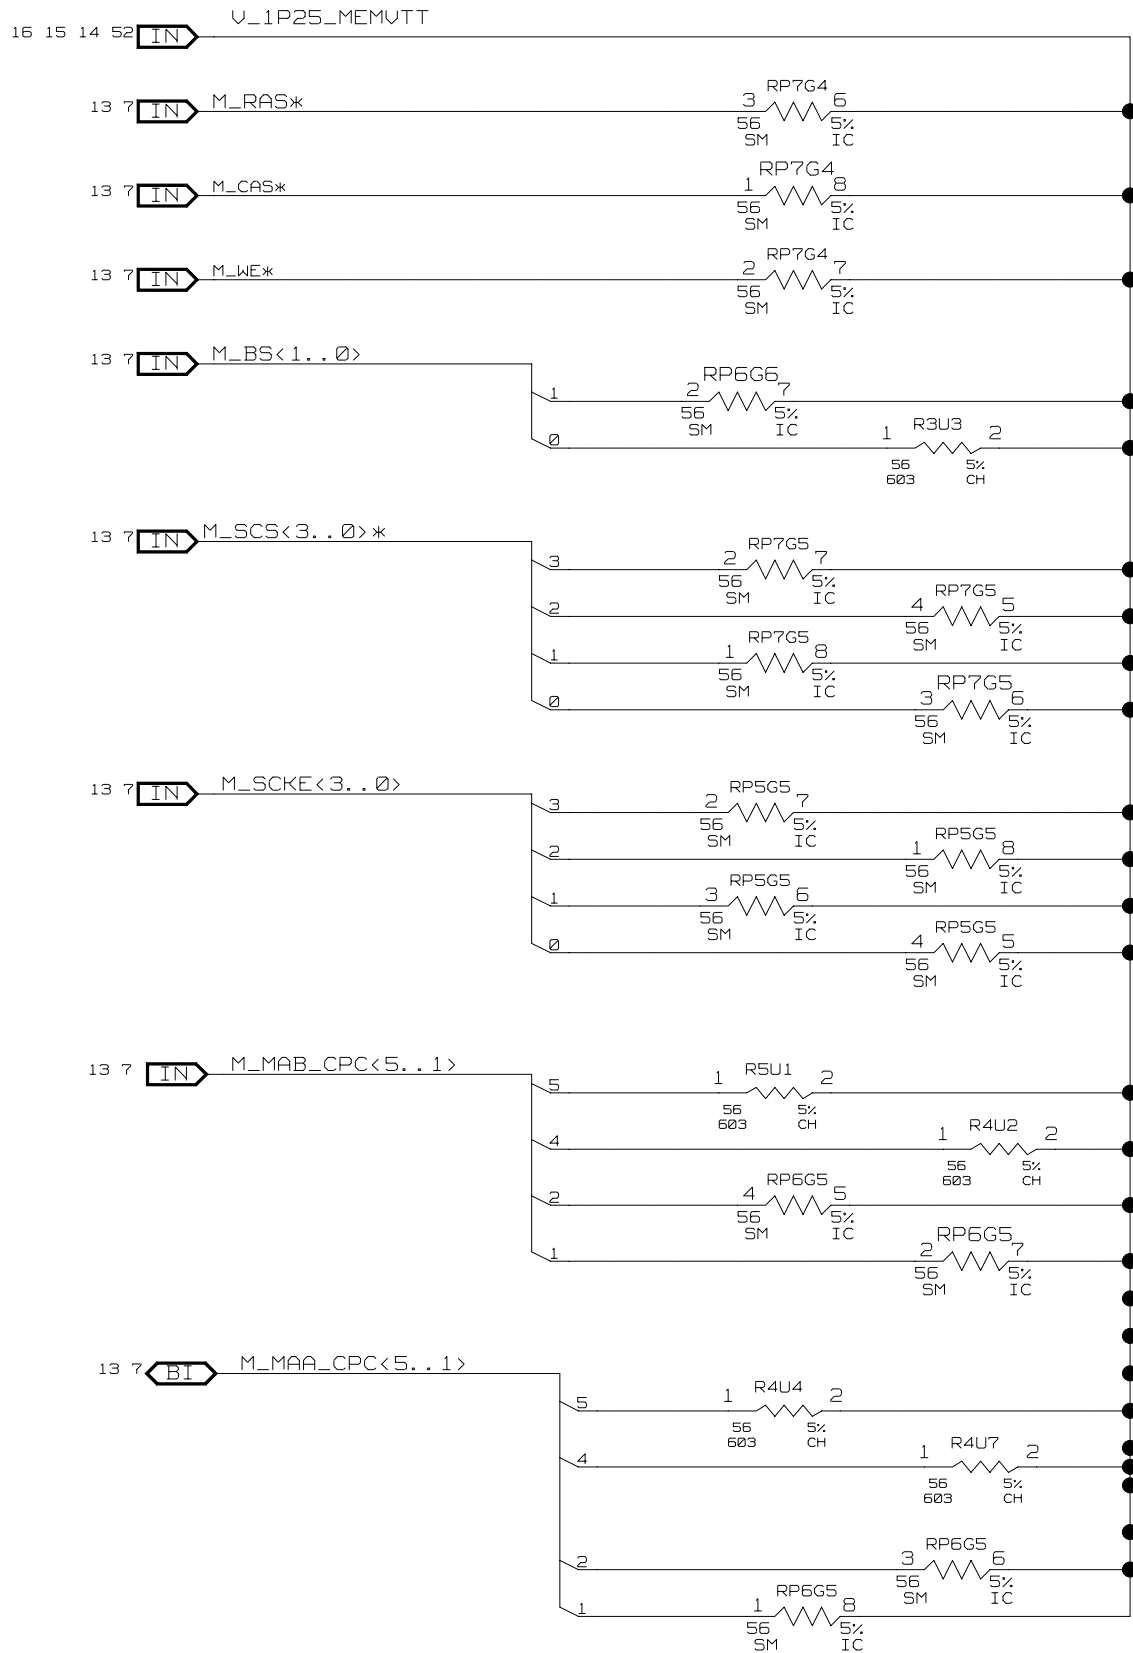 V_1P25_MEMVTT
16 15 14 52 IN
RP7G4
13 7 IN M_RAS* 3 6
56 5%
SM IC
RP7G4
13 7 IN M_CAS* 1 8
56 5%
SM IC
RP7G4
13 7 IN M_WE* 2 7
56 5%
SM IC
13 7 IN M_BS<1..0>
RP6G6
1 2 7
56 5%
SM IC
R3U3
0 1 2
56 5%
603 CH
13 7 IN M_SCS<3..0>*
RP7G5
3 2 7
56 5%
SM IC
RP7G5
2 4 5
56 5%
SM IC
RP7G5
1 1 8
56 5%
SM IC
RP7G5
0 3 6
56 5%
SM IC
13 7 IN M_SCKE<3..0>
RP5G5
3 2 7
56 5%
SM IC
RP5G5
2 1 8
56 5%
SM IC
RP5G5
1 3 6
56 5%
SM IC
RP5G5
0 4 5
56 5%
SM IC
13 7 IN M_MAB_CPC<5..1>
R5U1
5 1 2
56 5%
603 CH
R4U2
4 1 2
56 5%
603 CH
RP6G5
2 4 5
56 5%
SM IC
RP6G5
1 2 7
56 5%
SM IC
13 7 BI M_MAA_CPC<5..1>
R4U4
5 1 2
56 5%
603 CH
R4U7
4 1 2
56 5%
603 CH
RP6G5
2 3 6
56 5%
SM IC
RP6G5
1 1 8
56 5%
SM IC